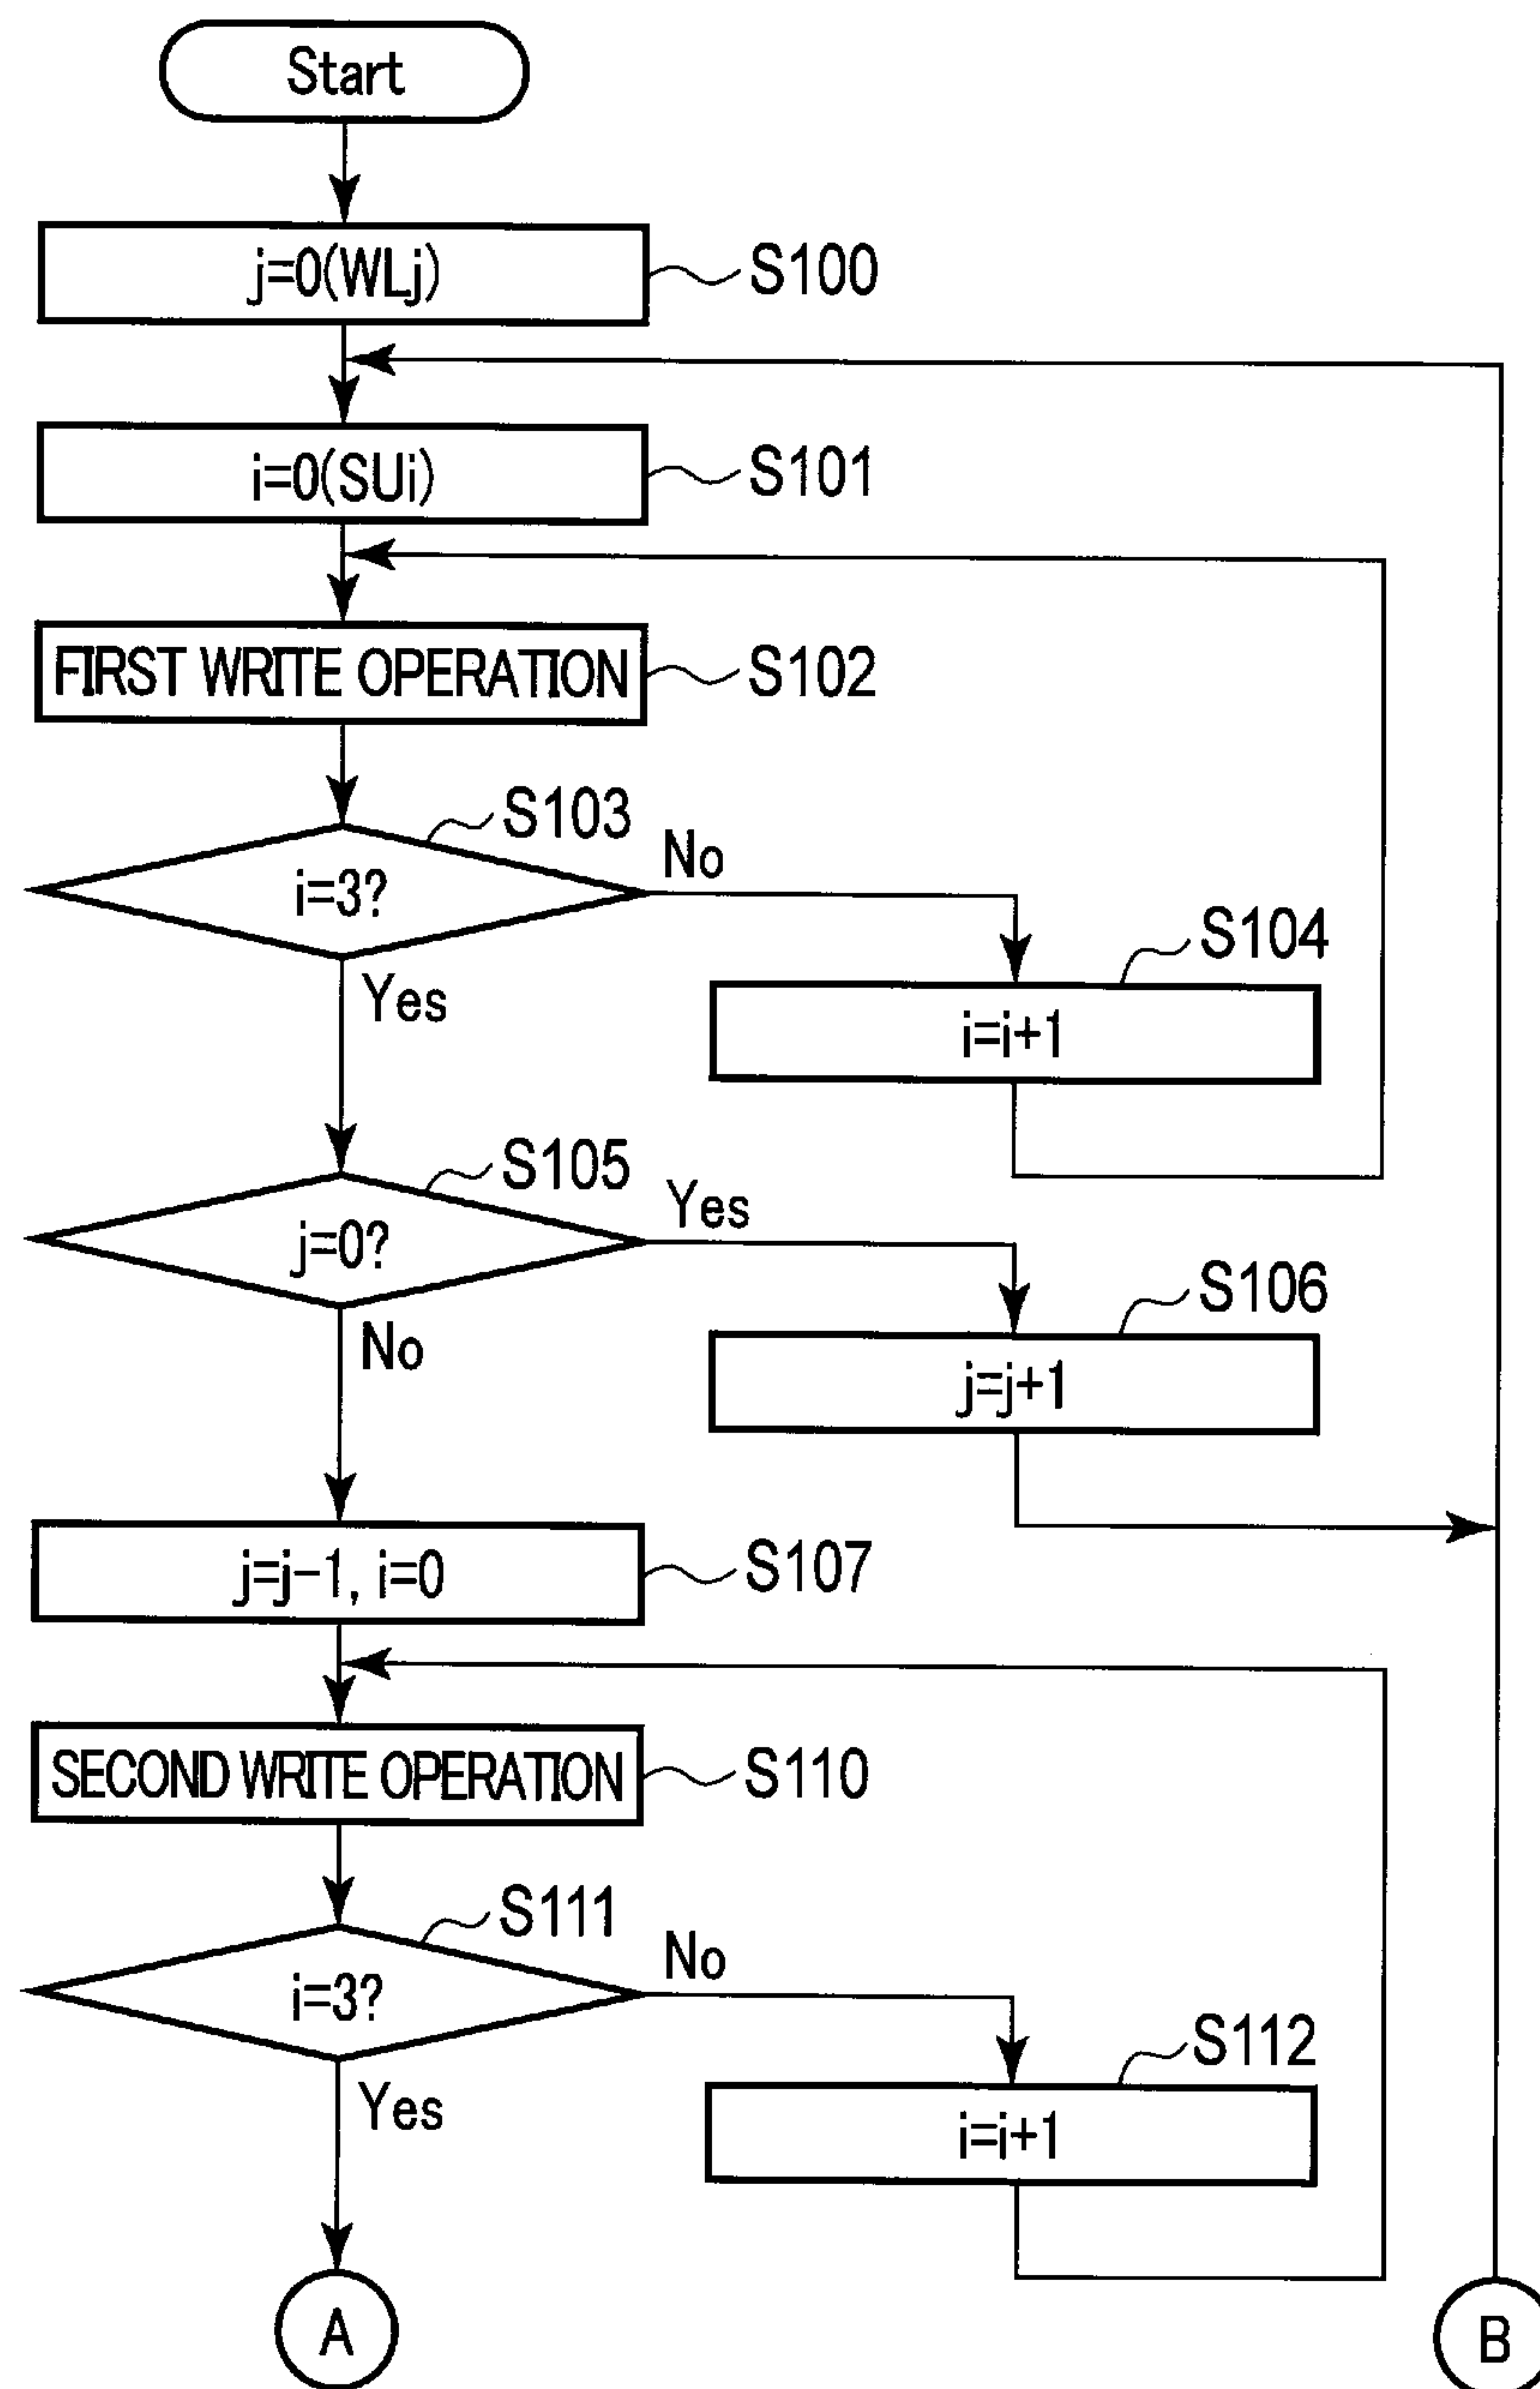 Start
j=0(WLj)
S100
i=0(SUi)
S101
FIRST WRITE OPERATION
S102
S103
i=3?
No
Yes
S104
i=i+1
S105
j=0?
Yes
No
S106
j=j+1
j=j-1, i=0
S107
SECOND WRITE OPERATION
S110
S111
i=3?
No
Yes
S112
i=i+1
A
B